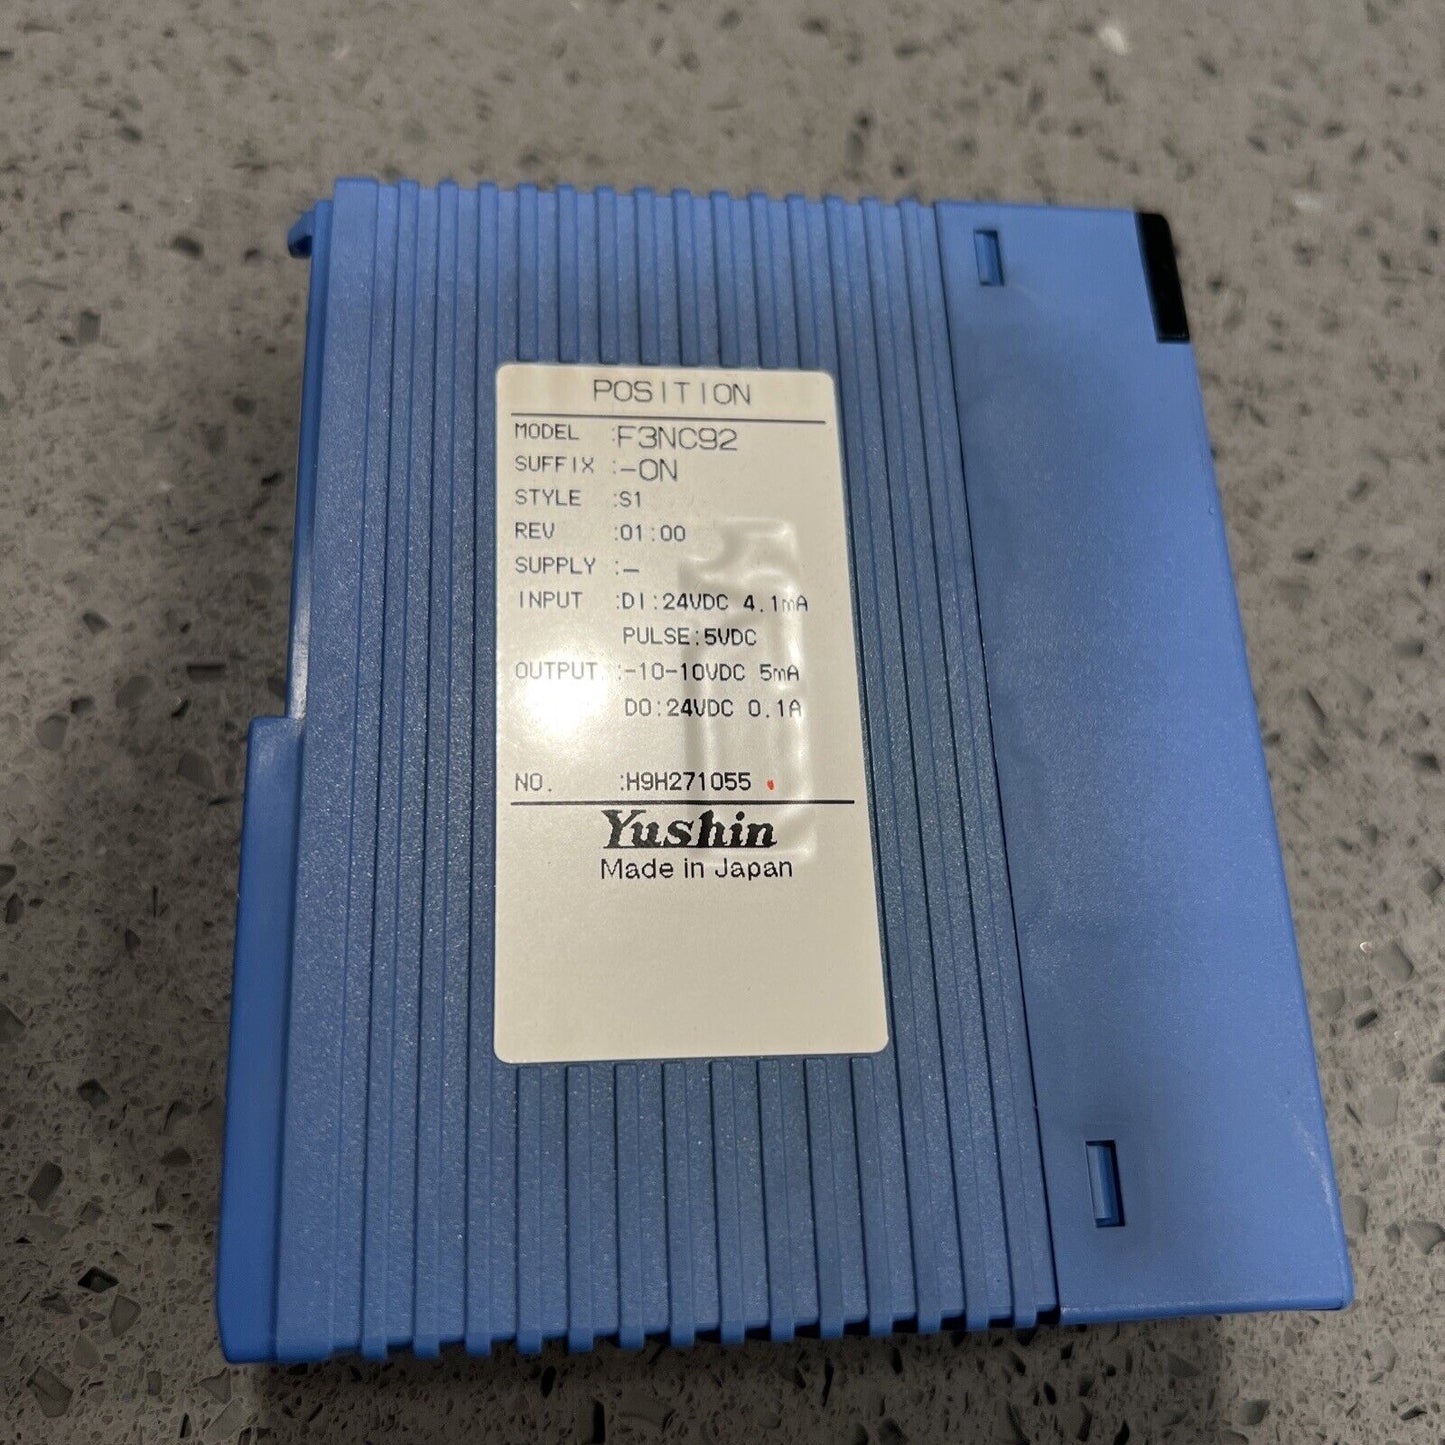 POSITION
MODEL :F3NC92
SUFFIX :-ON
STYLE :S1
REV :01:00
SUPPLY :-
INPUT :DI:24VDC 4.1mA
PULSE:5VDC
OUTPUT :-10-10VDC 5mA
DO:24VDC 0.1A
NO. :H9H271055
Yushin
Made in Japan